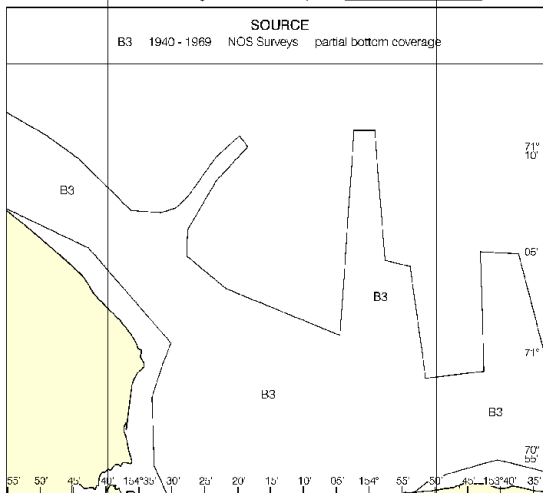 SOURCE
B3 1940 - 1969 NOS Surveys partial bottom coverage
71°
10'
B3
05'
B3
71°
B3
B3
70°
55'
55' 50' 45' 40' 154°35' 30' 25' 20' 15' 10' 05' 154° 55' 50' 45' 153°40' 35'